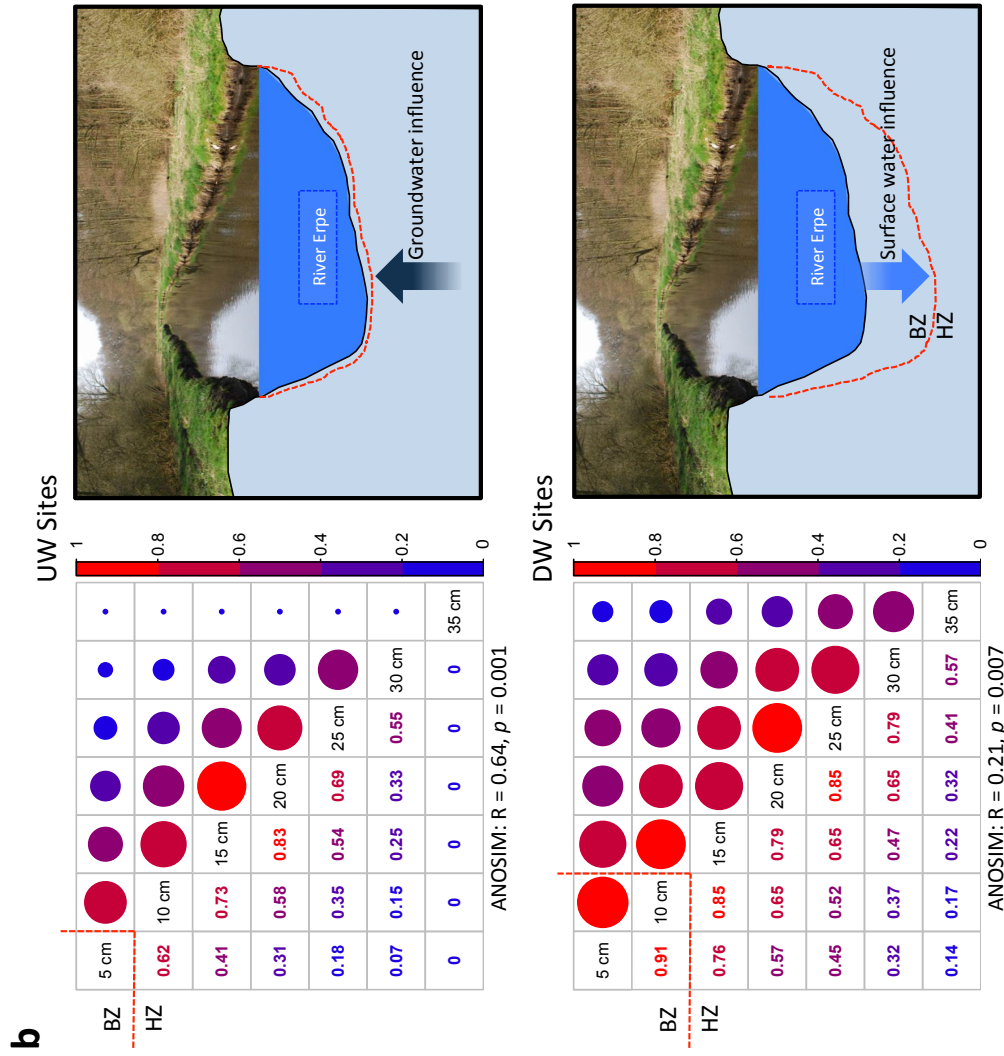 b
UW Sites
BZ
HZ
5 cm
0.62 10 cm
0.41 0.73 15 cm
0.31 0.58 0.83 20 cm
0.18 0.35 0.54 0.69 25 cm
0.07 0.15 0.25 0.33 0.55 30 cm
0 0 0 0 0 0 35 cm
1
0.8
0.6
0.4
0.2
0
ANOSIM: R = 0.64, p = 0.001
River Erpe
Groundwater influence
DW Sites
BZ
HZ
5 cm
0.91 10 cm
0.76 0.85 15 cm
0.57 0.65 0.79 20 cm
0.45 0.52 0.65 0.85 25 cm
0.32 0.37 0.47 0.65 0.79 30 cm
0.14 0.17 0.22 0.32 0.41 0.57 35 cm
1
0.8
0.6
0.4
0.2
0
ANOSIM: R = 0.21, p = 0.007
River Erpe
Surface water influence
BZ
HZ